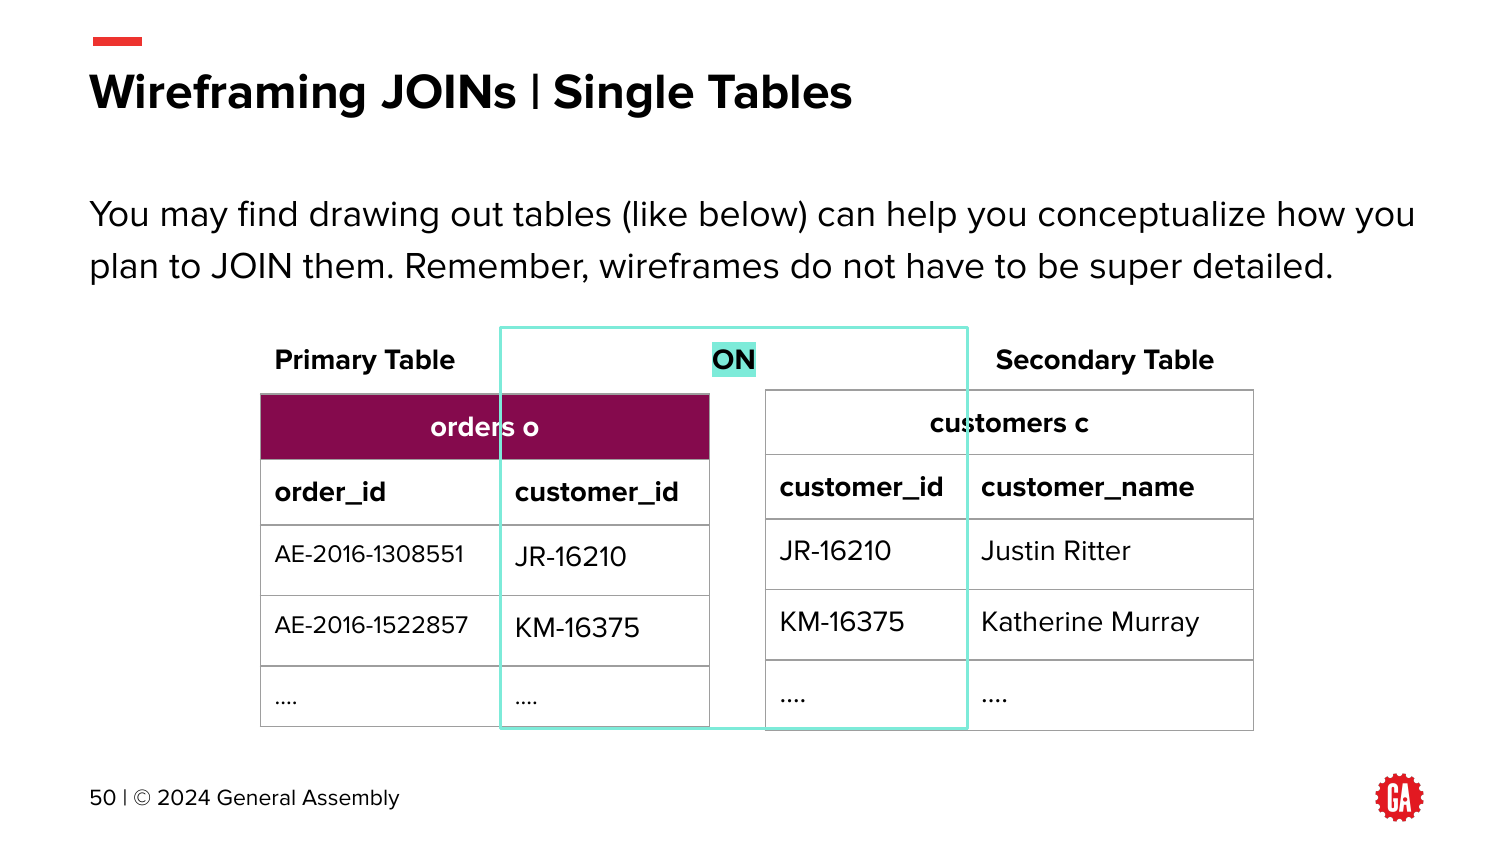 Wireframing JOINs | Single Tables
You may find drawing out tables (like below) can help you conceptualize how you
plan to JOIN them. Remember, wireframes do not have to be super detailed.
Primary Table
ON
Secondary Table
orders o
order_id customer_id
AE-2016-1308551 JR-16210
AE-2016-1522857 KM-16375
.... ....
customers c
customer_id customer_name
JR-16210 Justin Ritter
KM-16375 Katherine Murray
.... ....
50 | © 2024 General Assembly
GA